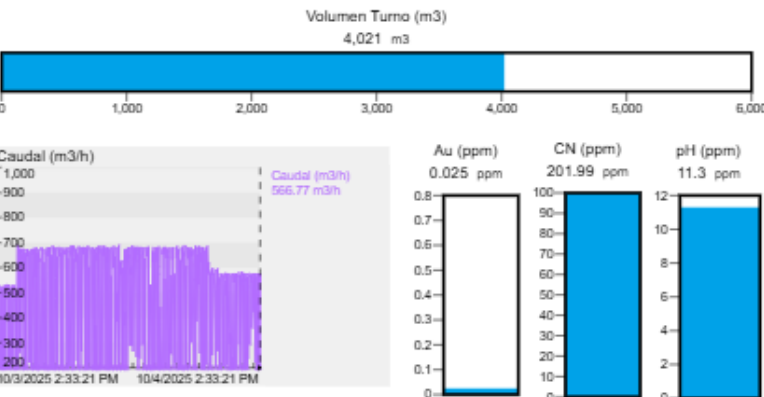 Volumen Turno (m3)
4,021 m3
0 1,000 2,000 3,000 4,000 5,000 6,000
Caudal (m3/h)
1,000
900
800
700
600
500
400
300
200
10/3/2025 2:33:21 PM 10/4/2025 2:33:21 PM
Caudal (m3/h)
566.77 m3/h
Au (ppm)
0.025 ppm
0.8
0.7
0.6
0.5
0.4
0.3
0.2
0.1
0
CN (ppm)
201.99 ppm
100
90
80
70
60
50
40
30
20
10
pH (ppm)
11.3 ppm
12
10
8
6
4
2
0